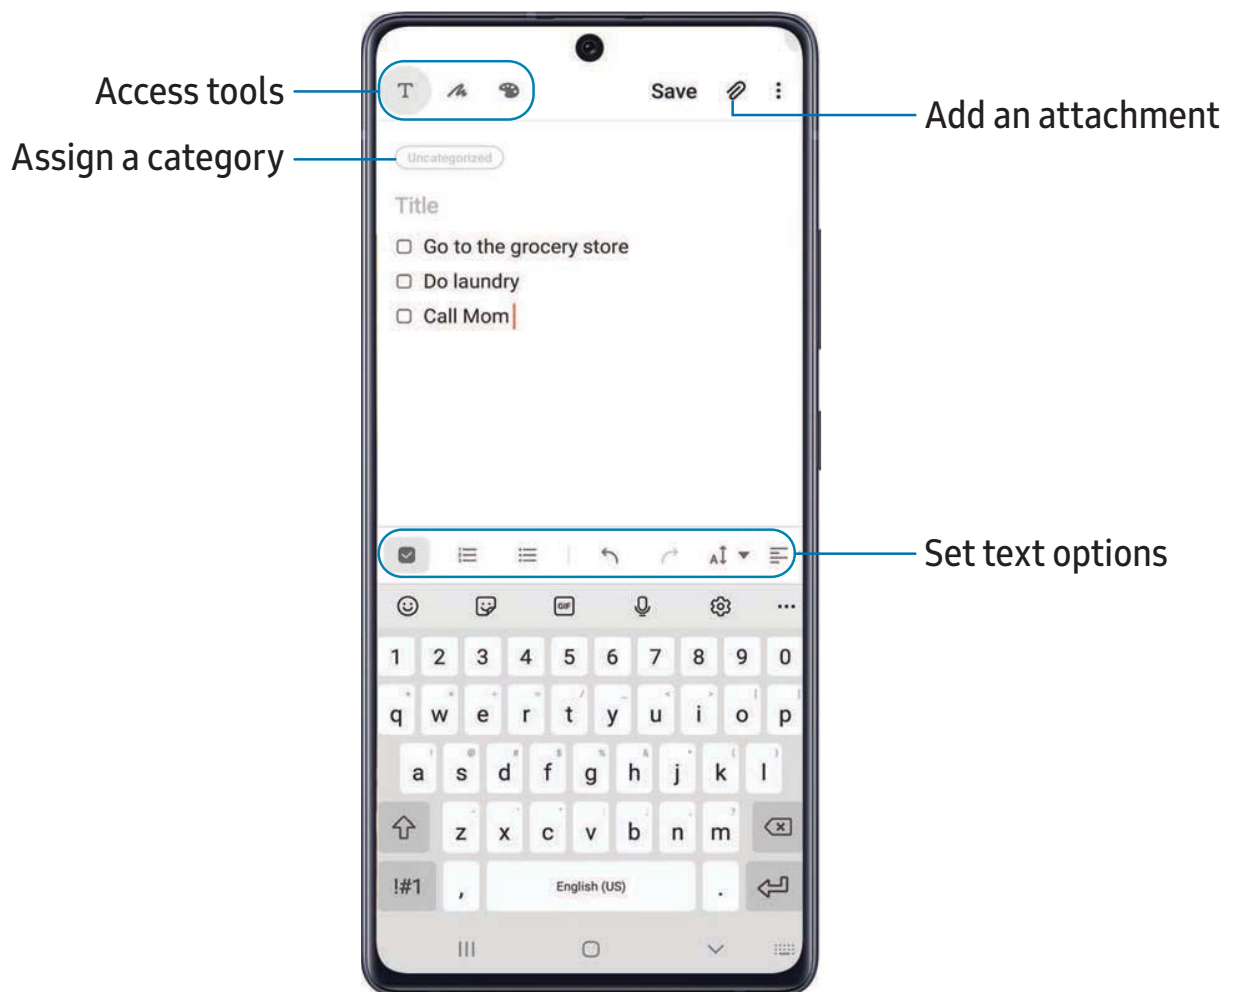 Access tools
Assign a category
T
Save
Add an attachment
Uncategorized
Title
Go to the grocery store
Do laundry
Call Mom
A
Set text options
GIF
1 2 3 4 5 6 7 8 9 0
q w e r t y u i o p
a s d f g h j k l
z x c v b n m
!#1 , English (US) .